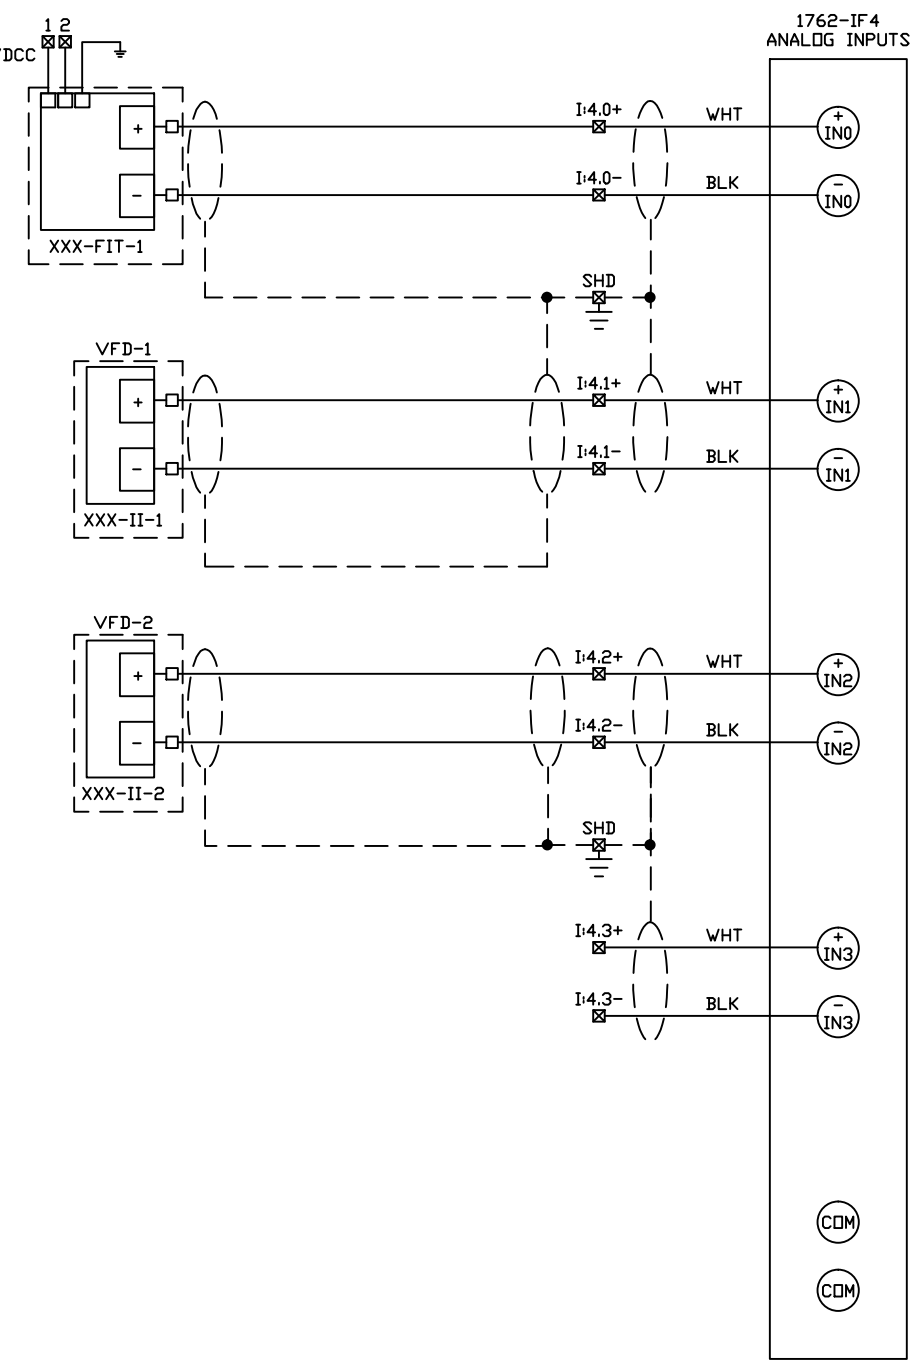 1762-IF4
ANALOG INPUTS
1 2
VDCC
I:4.0+
WHT
+
+
IN0
I:4.0-
BLK
-
-
IN0
XXX-FIT-1
SHD
VFD-1
I:4.1+
WHT
+
+
IN1
I:4.1-
BLK
-
-
IN1
XXX-II-1
VFD-2
I:4.2+
WHT
+
+
IN2
I:4.2-
BLK
-
-
IN2
XXX-II-2
SHD
I:4.3+
WHT
+
IN3
I:4.3-
BLK
-
IN3
COM
COM